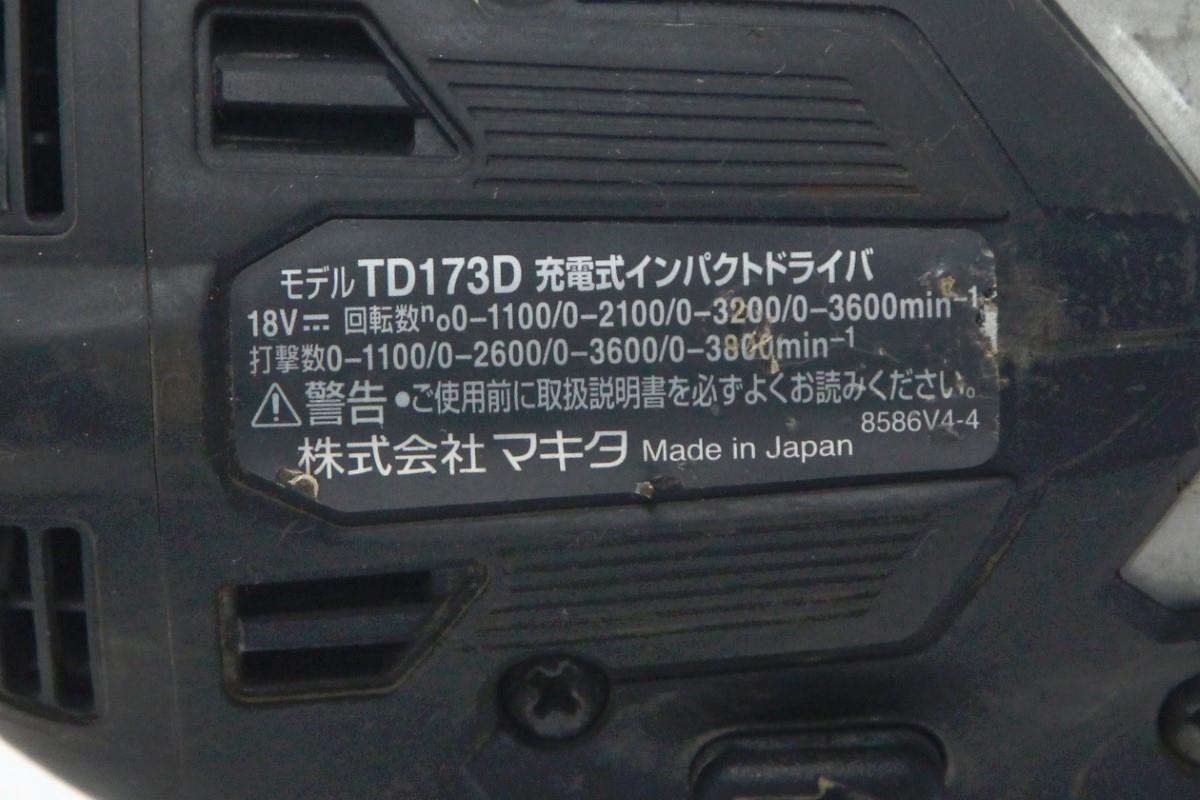 モデル TD173D 充電式インパクトドライバ
18V⎓ 回転数n₀0-1100/0-2100/0-3200/0-3600min⁻¹
打撃数0-1100/0-2600/0-3600/0-3800min⁻¹
⚠警告 •ご使用前に取扱説明書を必ずよくお読みください。
8586V4-4
株式会社 マキタ Made in Japan